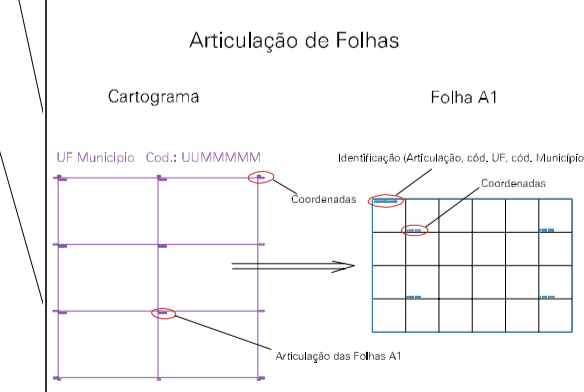 Articulação de Folhas
Cartograma
Folha A1
UF Municipio Cod.: UUMMMMM
Identificação (Articulação, cód. UF, cód. Município
Coordenadas
Coordenadas
Articulação das Folhas A1